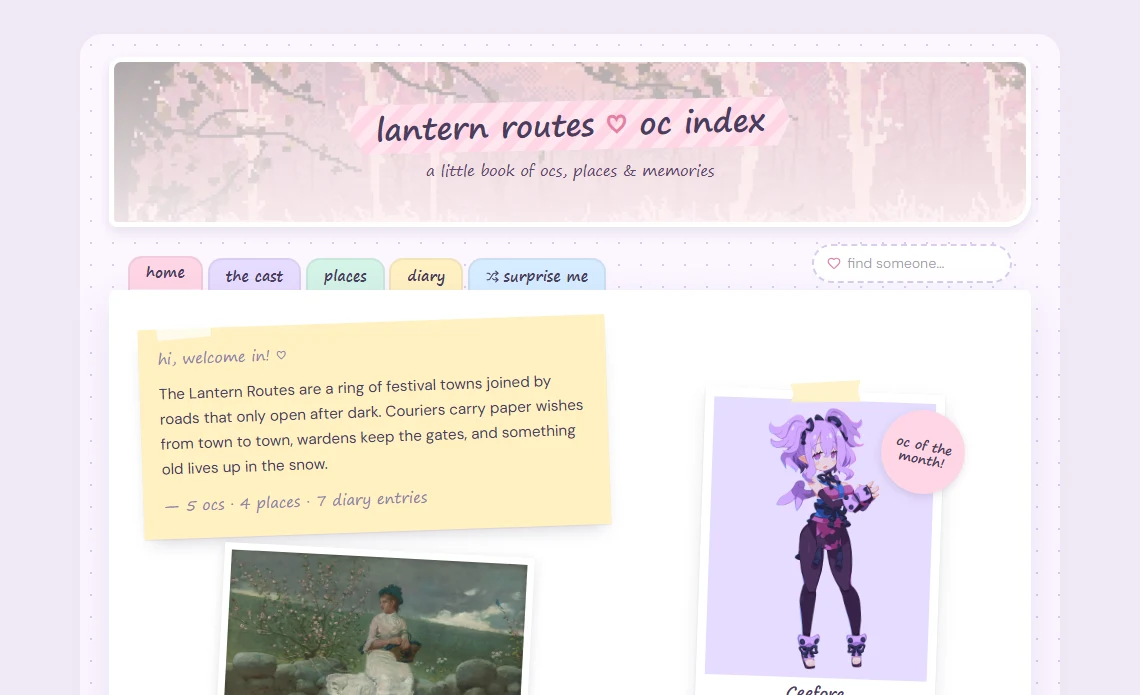 lantern routes ♡ oc index
a little book of ocs, places & memories
home
the cast
places
diary
surprise me
find someone...
hi, welcome in! ♡
The Lantern Routes are a ring of festival towns joined by
roads that only open after dark. Couriers carry paper wishes
from town to town, wardens keep the gates, and something
old lives up in the snow.
— 5 ocs · 4 places · 7 diary entries
oc of the
month!